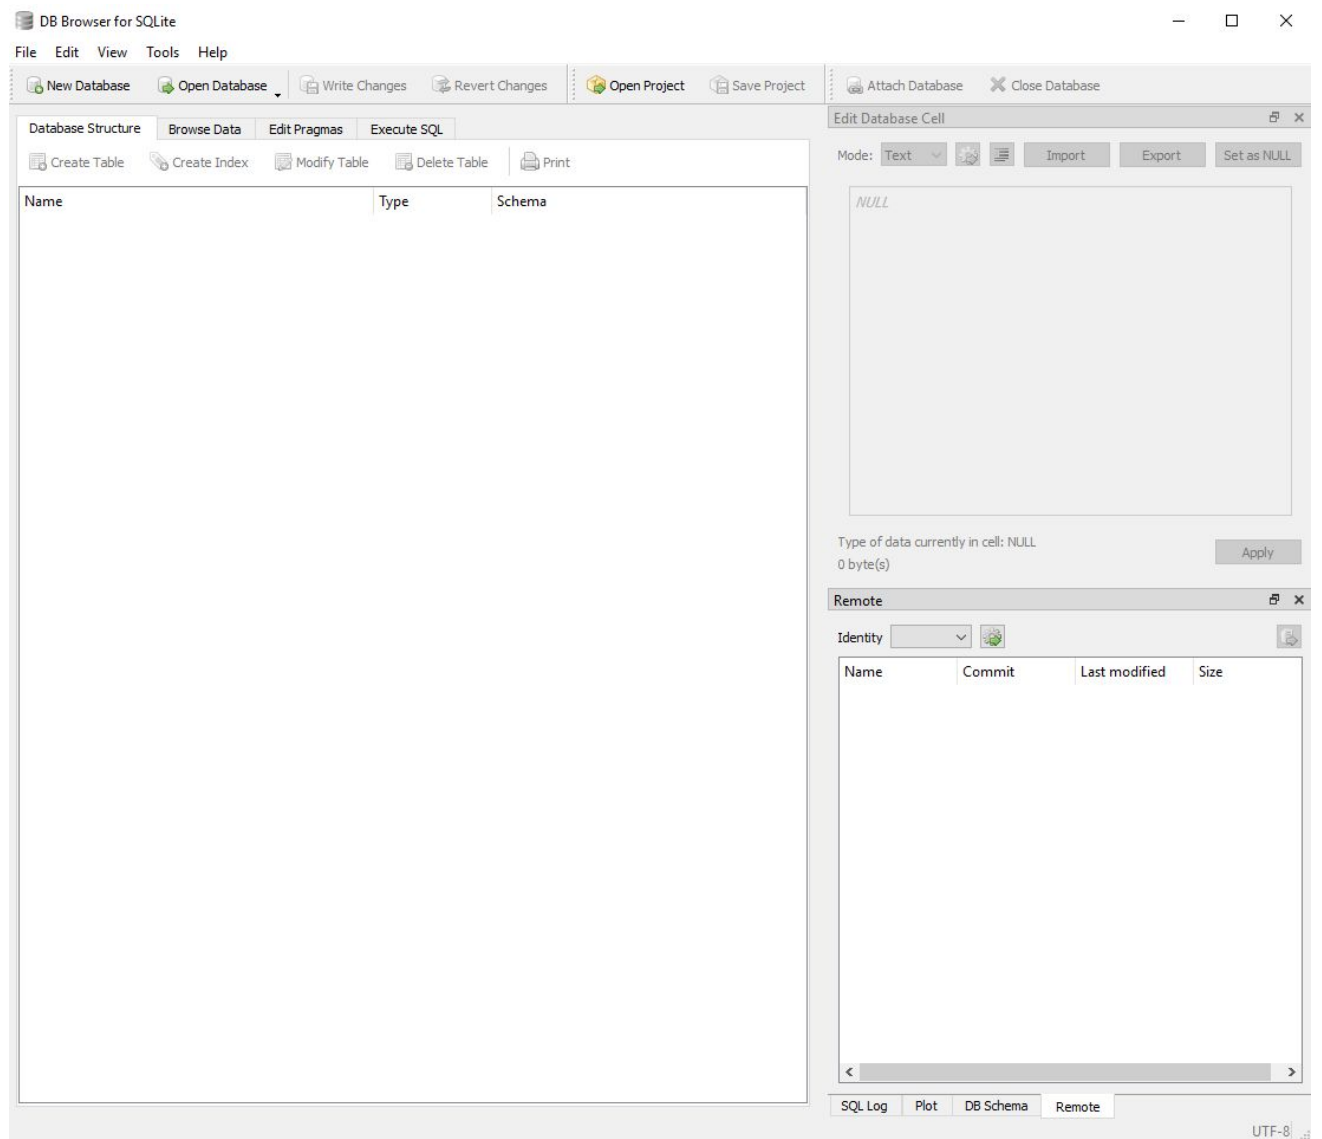 DB Browser for SQLite
File Edit View Tools Help
New Database Open Database Write Changes Revert Changes Open Project Save Project Attach Database Close Database
Database Structure Browse Data Edit Pragmas Execute SQL
Create Table Create Index Modify Table Delete Table Print
Name Type Schema
Edit Database Cell
Mode: Text Import Export Set as NULL
NULL
Type of data currently in cell: NULL
0 byte(s)
Apply
Remote
Identity
Name Commit Last modified Size
SQL Log Plot DB Schema Remote
UTF-8